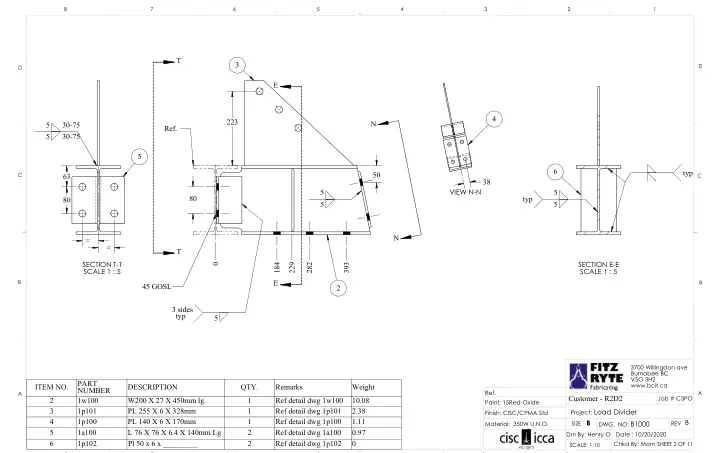 8 7 6 5 4 3 2 1
D
T
3
E
223
N
4
D
5 30-75
5 30-75
Ref.
5
6
typ
C
63
80
80
50
5
5
38
VIEW N-N
typ
5
5
C
= =
T
N
SECTION T-T
SCALE 1 : 5
0
184
229
282
393
SECTION E-E
SCALE 1 : 5
45 GOSL
E
2
B
B
3 sides
typ
5
FITZ
RYTE
Fabricating
3700 Willingdon ave
Burnabee BC
V5G 3H2
www.bcit.ca
ITEM NO. PART NUMBER DESCRIPTION QTY. Remarks Weight
2 1w100 W200 X 27 X 450mm lg. 1 Ref detail dwg 1w100 10.08
3 1p101 PL 255 X 6 X 328mm 1 Ref detail dwg 1p101 2.38
4 1p100 PL 140 X 6 X 170mm 1 Ref detail dwg 1p100 1.11
5 1a100 L 76 X 76 X 6.4 X 140mm Lg 2 Ref detail dwg 1a100 0.97
6 1p102 Pl 50 x 6 x ____________ 2 Ref detail dwg 1p102 0
A
A
Ref.
Paint: 1SRed-Oxide
Customer - R2D2 Job # C3PO
Finish: CISC/CPMA Std
Project: Load Divider
Material: 350W U.N.O.
SIZE B DWG. NO: B1000 REV B
cisc icca
Drn By: Henry O Date : 10/20/2020
SCALE: 1:10 Chkd By: Mom SHEET 2 OF 11